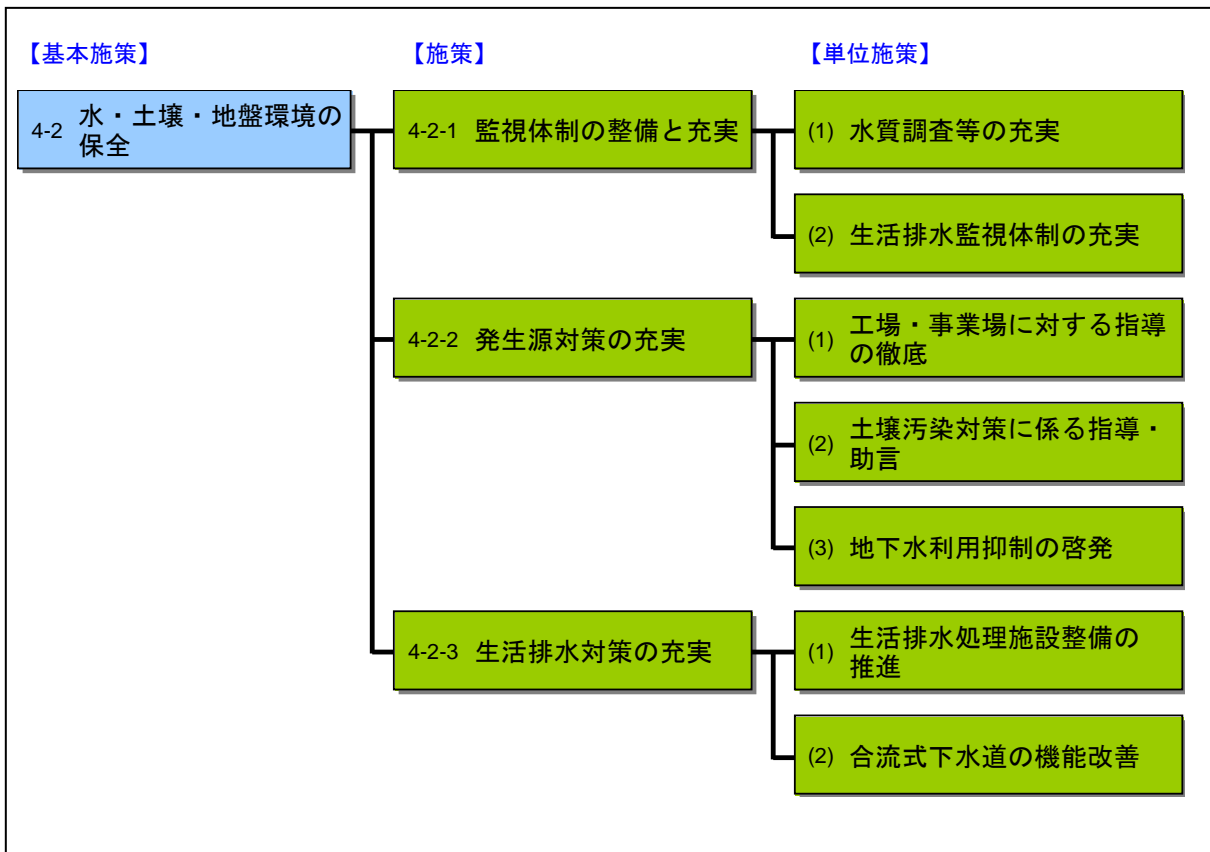 【基本施策】
【施策】
【単位施策】
4-2 水・土壌・地盤環境の
保全
4-2-1 監視体制の整備と充実
(1) 水質調査等の充実
(2) 生活排水監視体制の充実
4-2-2 発生源対策の充実
(1) 工場・事業場に対する指導
の徹底
(2) 土壌汚染対策に係る指導・
助言
(3) 地下水利用抑制の啓発
4-2-3 生活排水対策の充実
(1) 生活排水処理施設整備の
推進
(2) 合流式下水道の機能改善